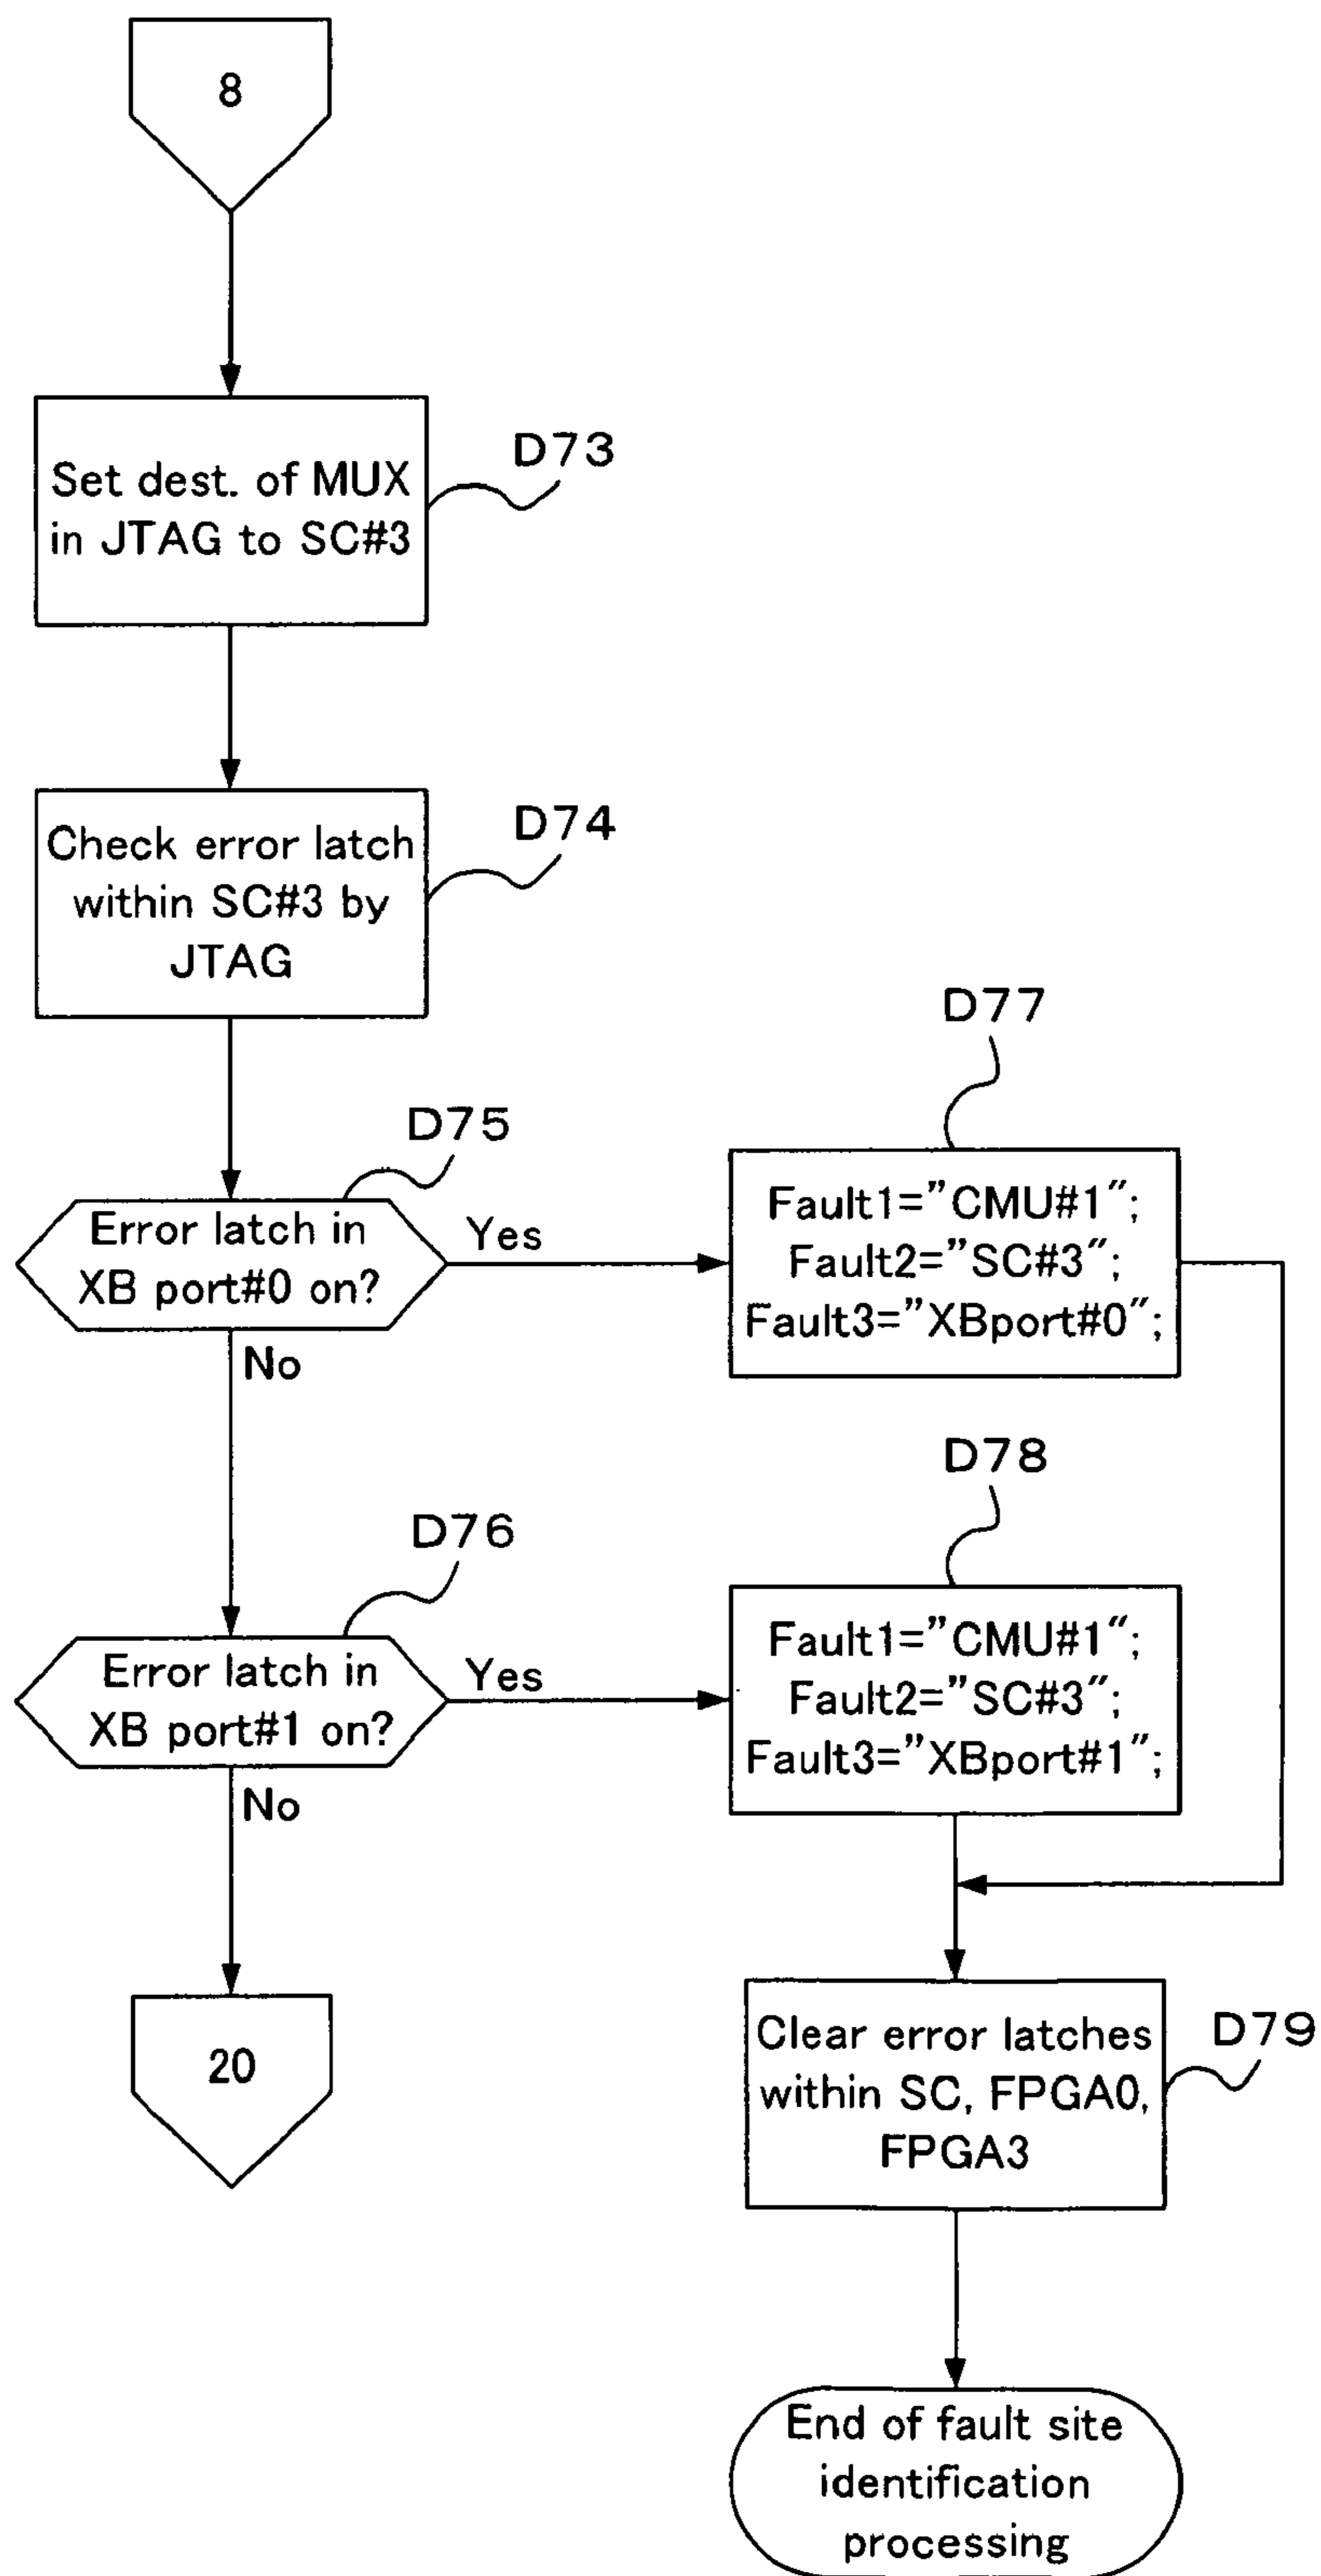 8
Set dest. of MUX
in JTAG to SC#3
D73
Check error latch
within SC#3 by
JTAG
D74
D75
Error latch in
XB port#0 on?
Yes
No
D77
Fault1="CMU#1";
Fault2="SC#3";
Fault3="XBport#0";
D76
Error latch in
XB port#1 on?
Yes
No
D78
Fault1="CMU#1";
Fault2="SC#3";
Fault3="XBport#1";
20
Clear error latches
within SC, FPGA0,
FPGA3
D79
End of fault site
identification
processing